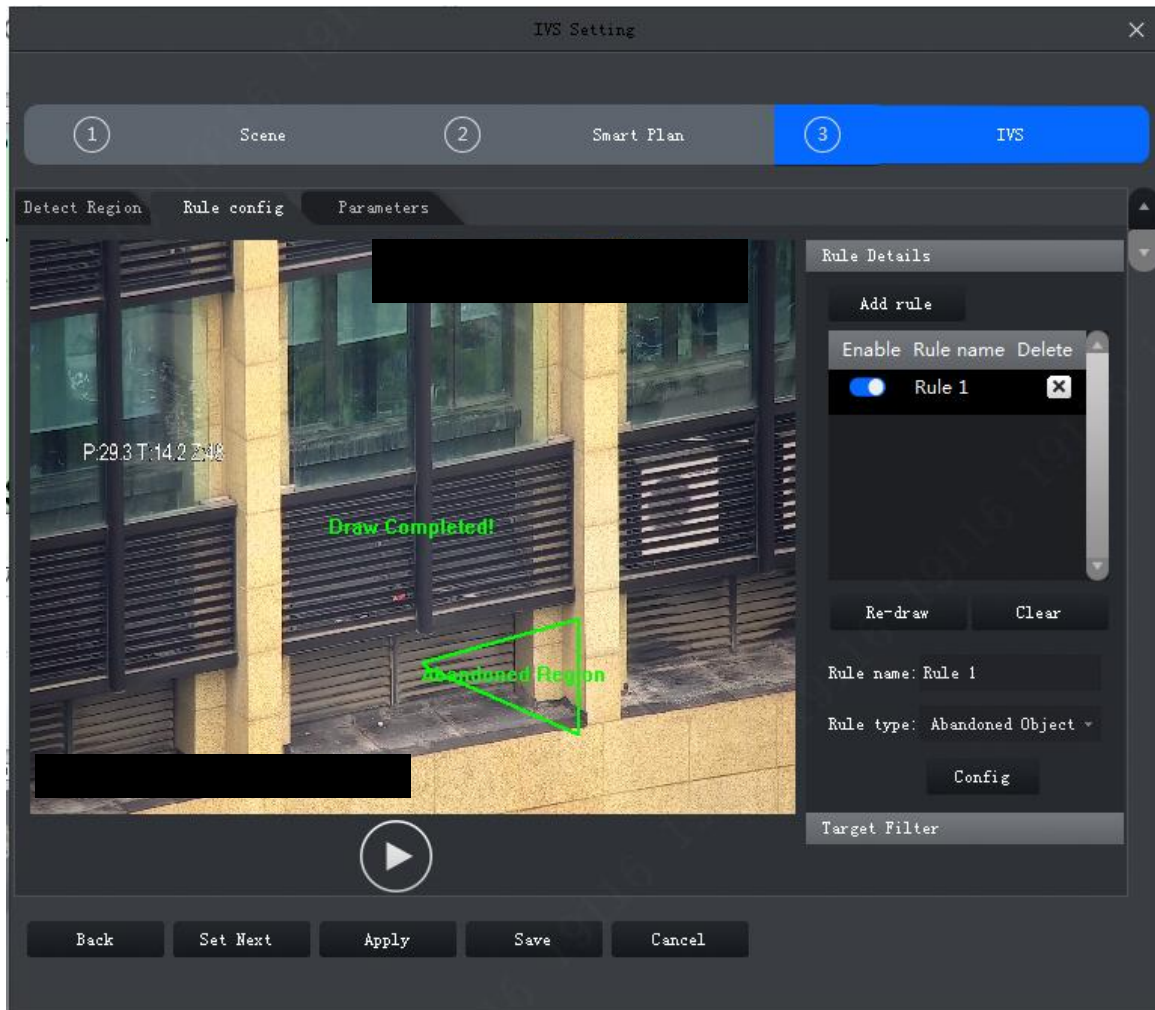 IVS Setting
1 Scene 2 Smart Plan 3 IVS
Detect Region Rule config Parameters
Rule Details
Add rule
Enable Rule name Delete
Rule 1
P:29.3 T:14.2 Z:48
Draw Completed!
Re-draw Clear
Abandoned Region
Rule name: Rule 1
Rule type: Abandoned Object
Config
Target Filter
Back Set Next Apply Save Cancel